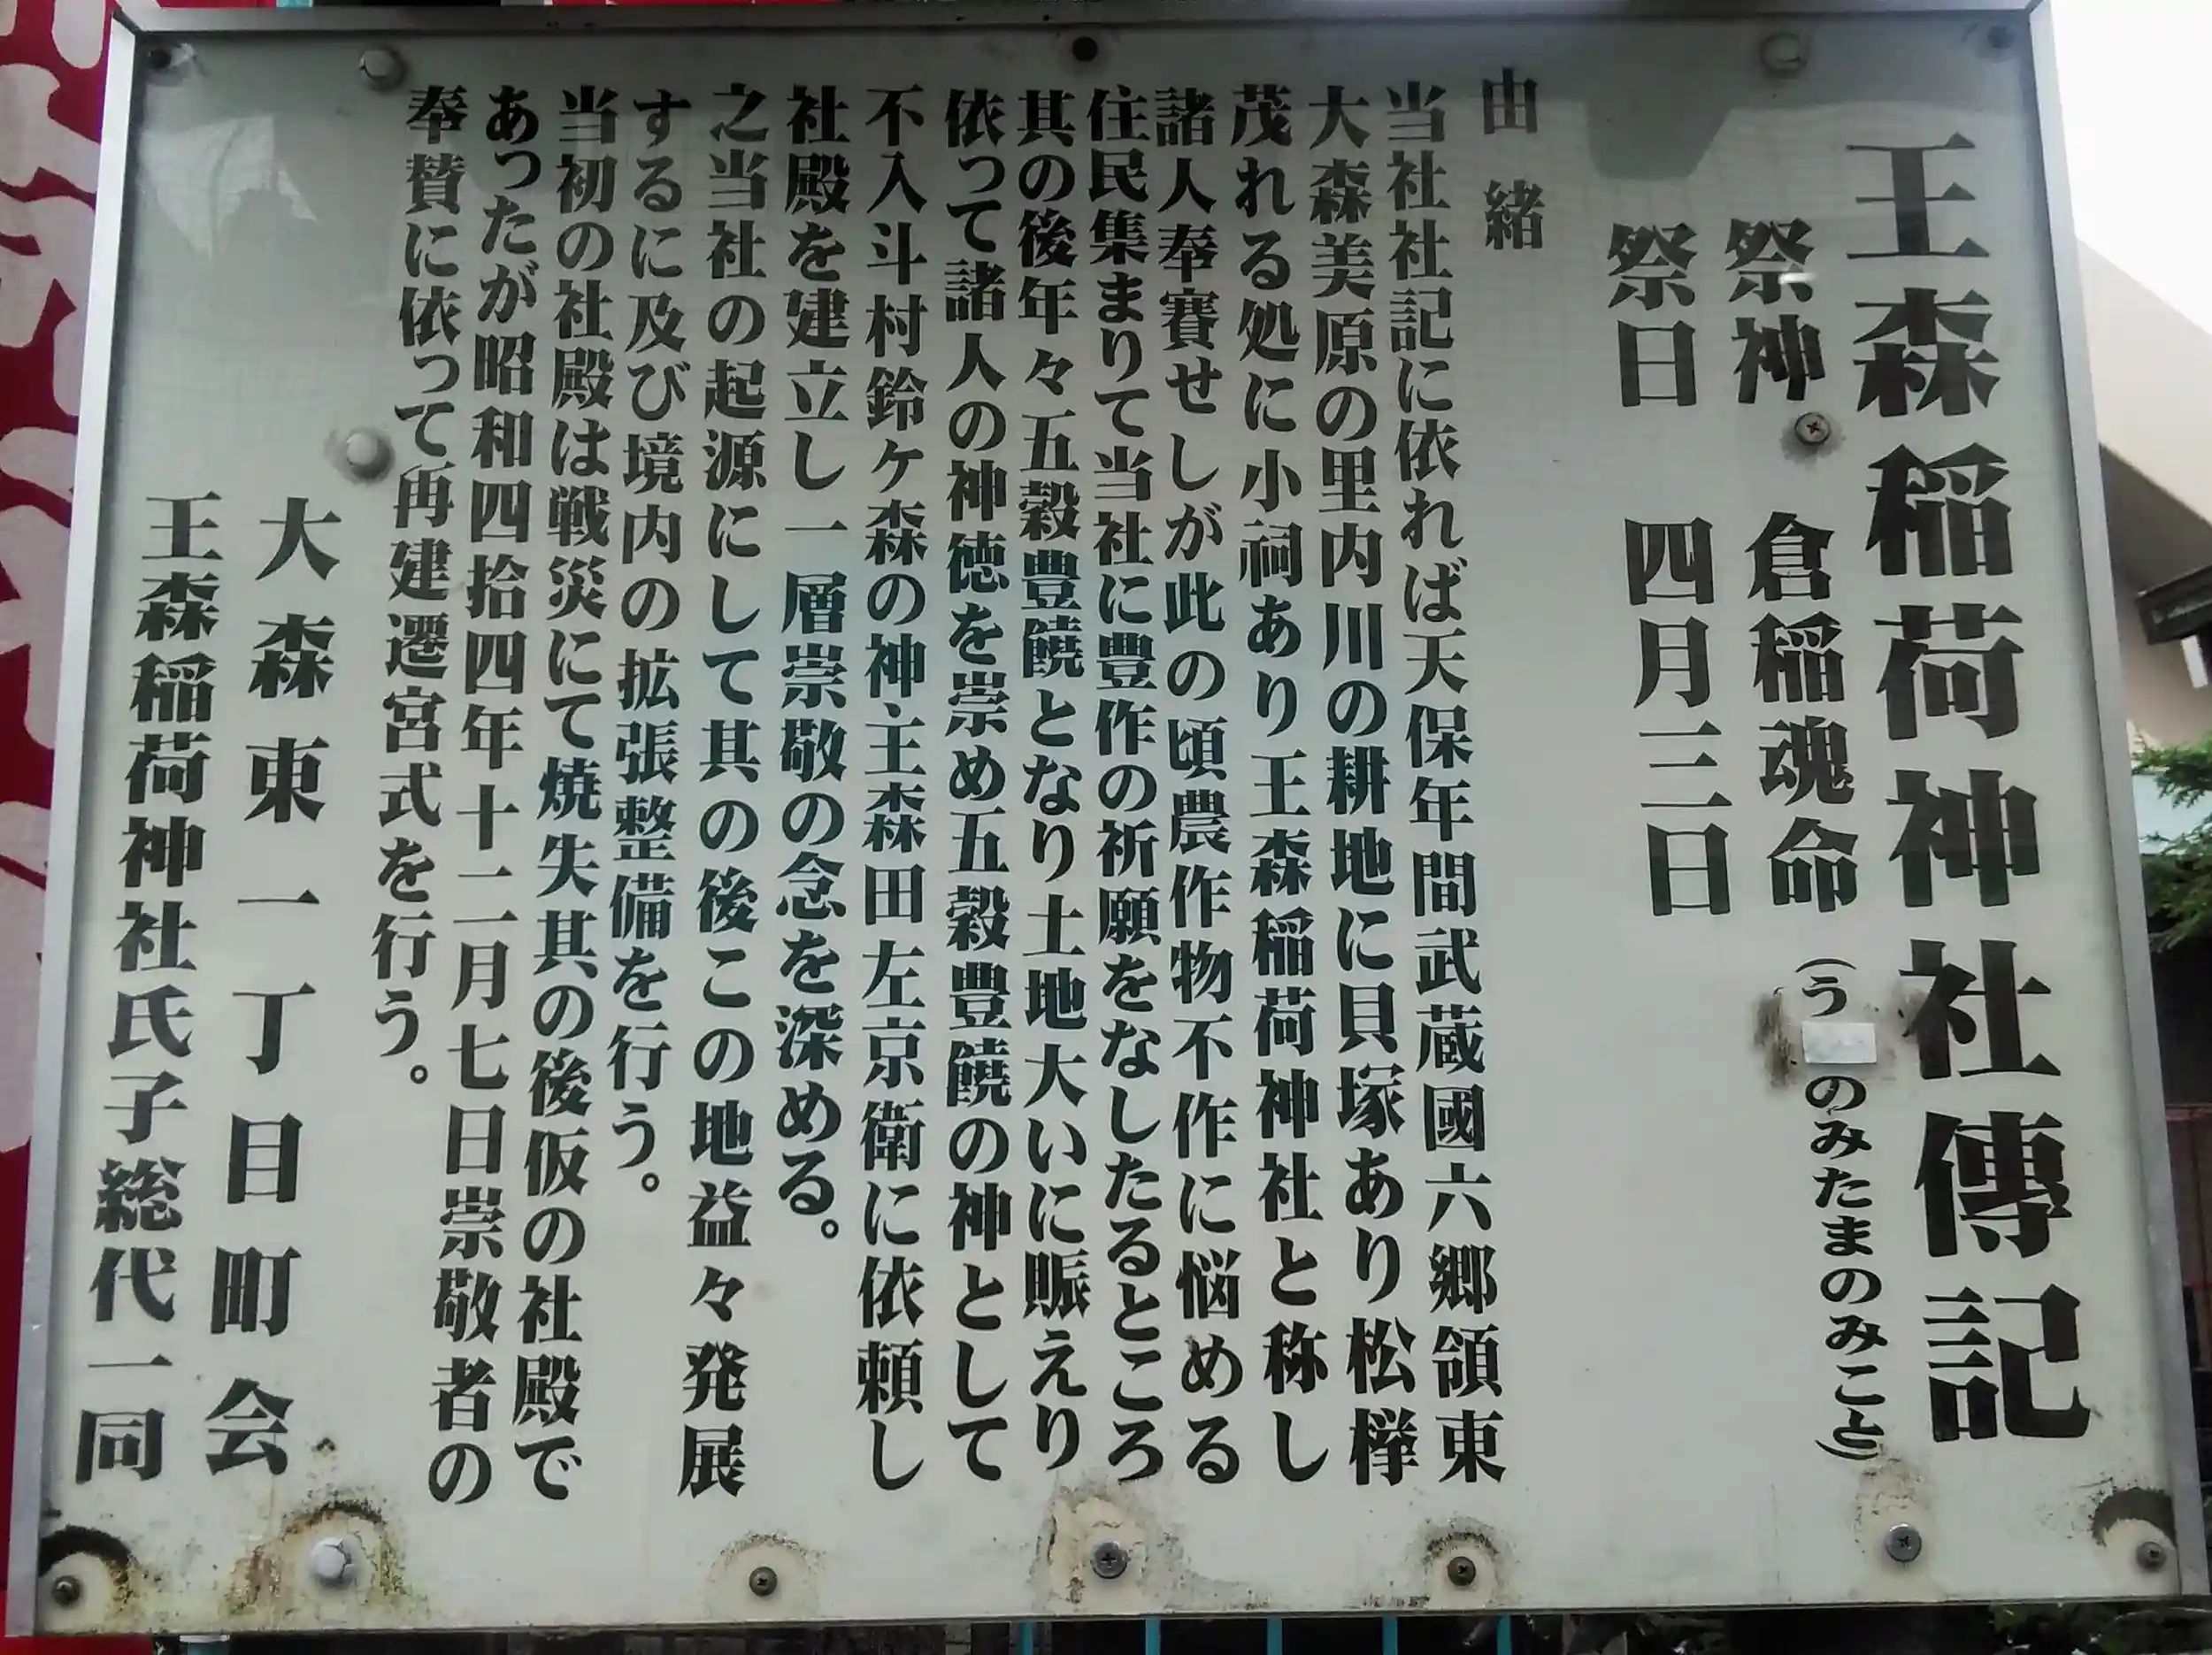 王森稲荷神社傳記
祭神　倉稲魂命（う のみたまのみこと）
祭日　四月三日
由緒
当社社記に依れば天保年間武蔵國六郷領東
大森美原の里内川の耕地に貝塚あり松欅
茂れる処に小祠あり王森稲荷神社と称し
諸人奉賽せしが此の頃農作物不作に悩める
住民集まりて当社に豊作の祈願をなしたるところ
其の後年々五穀豊饒となり土地大いに賑えり
依って諸人の神徳を崇め五穀豊饒の神として
不入斗村鈴ケ森の神主森田左京衛に依頼し
社殿を建立し一層崇敬の念を深める。
之当社の起源にして其の後この地益々発展
するに及び境内の拡張整備を行う。
当初の社殿は戦災にて焼失其の後仮の社殿で
あったが昭和四拾四年十二月七日崇敬者の
奉賛に依って再建遷宮式を行う。
大森東一丁目町会
王森稲荷神社氏子総代一同